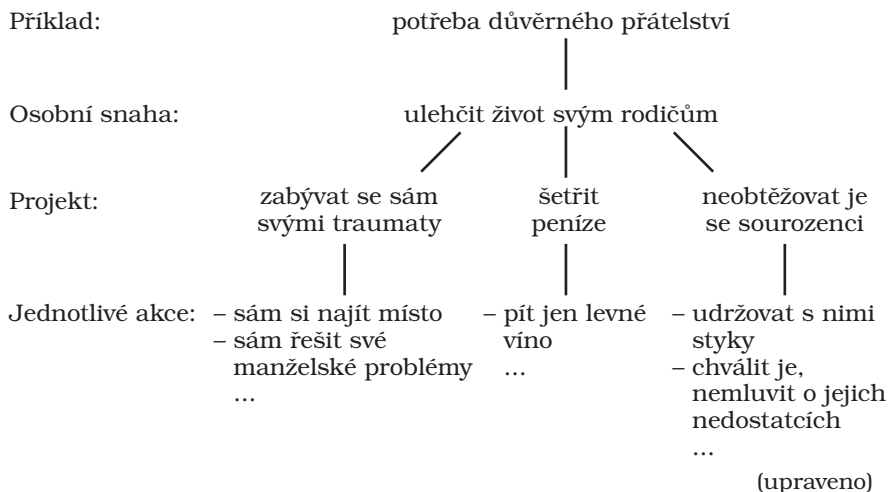 Příklad: potřeba důvěrného přátelství
Osobní snaha: ulehčit život svým rodičům
Projekt: zabývat se sám svými traumaty
šetřit peníze
neobtěžovat je se sourozenci
Jednotlivé akce: – sám si najít místo
– sám řešit své
manželské problémy
...
– pít jen levné
víno
...
– udržovat s nimi
styky
– chválit je,
nemluvit o jejich
nedostatcích
...
(upraveno)